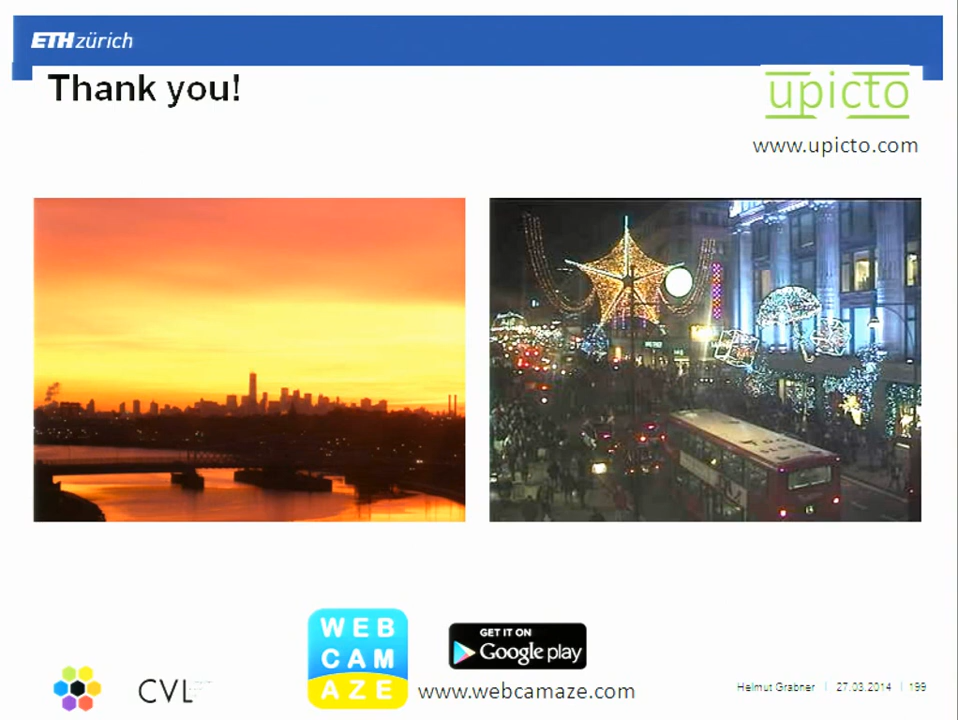 ETH zürich
Thank you!
upicto
www.upicto.com
WEB
CAM
AZE
GET IT ON
Google play
www.webcamaze.com
CVL
Helmut Grabner | 27.03.2014 | 199